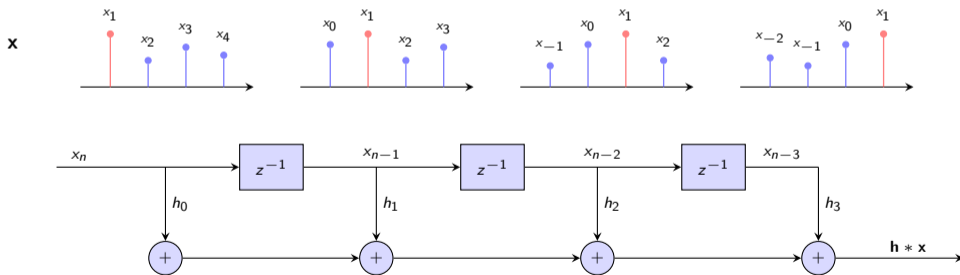 x
x₁ x₂ x₃ x₄
x₀ x₁ x₂ x₃
x₋₁ x₀ x₁ x₂
x₋₂ x₋₁ x₀ x₁
xₙ z⁻¹ xₙ₋₁ z⁻¹ xₙ₋₂ z⁻¹ xₙ₋₃
h₀ h₁ h₂ h₃
+ + + + h ∗ x